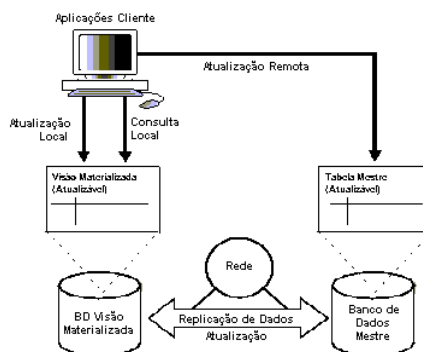 Aplicações Cliente
Atualização Remota
Atualização
Local
Consulta
Local
Visão Materializada
(Atualizável)
Tabela Mestre
(Atualizável)
Rede
BD Visão
Materializada
Replicação de Dados
Atualização
Banco de
Dados
Mestre